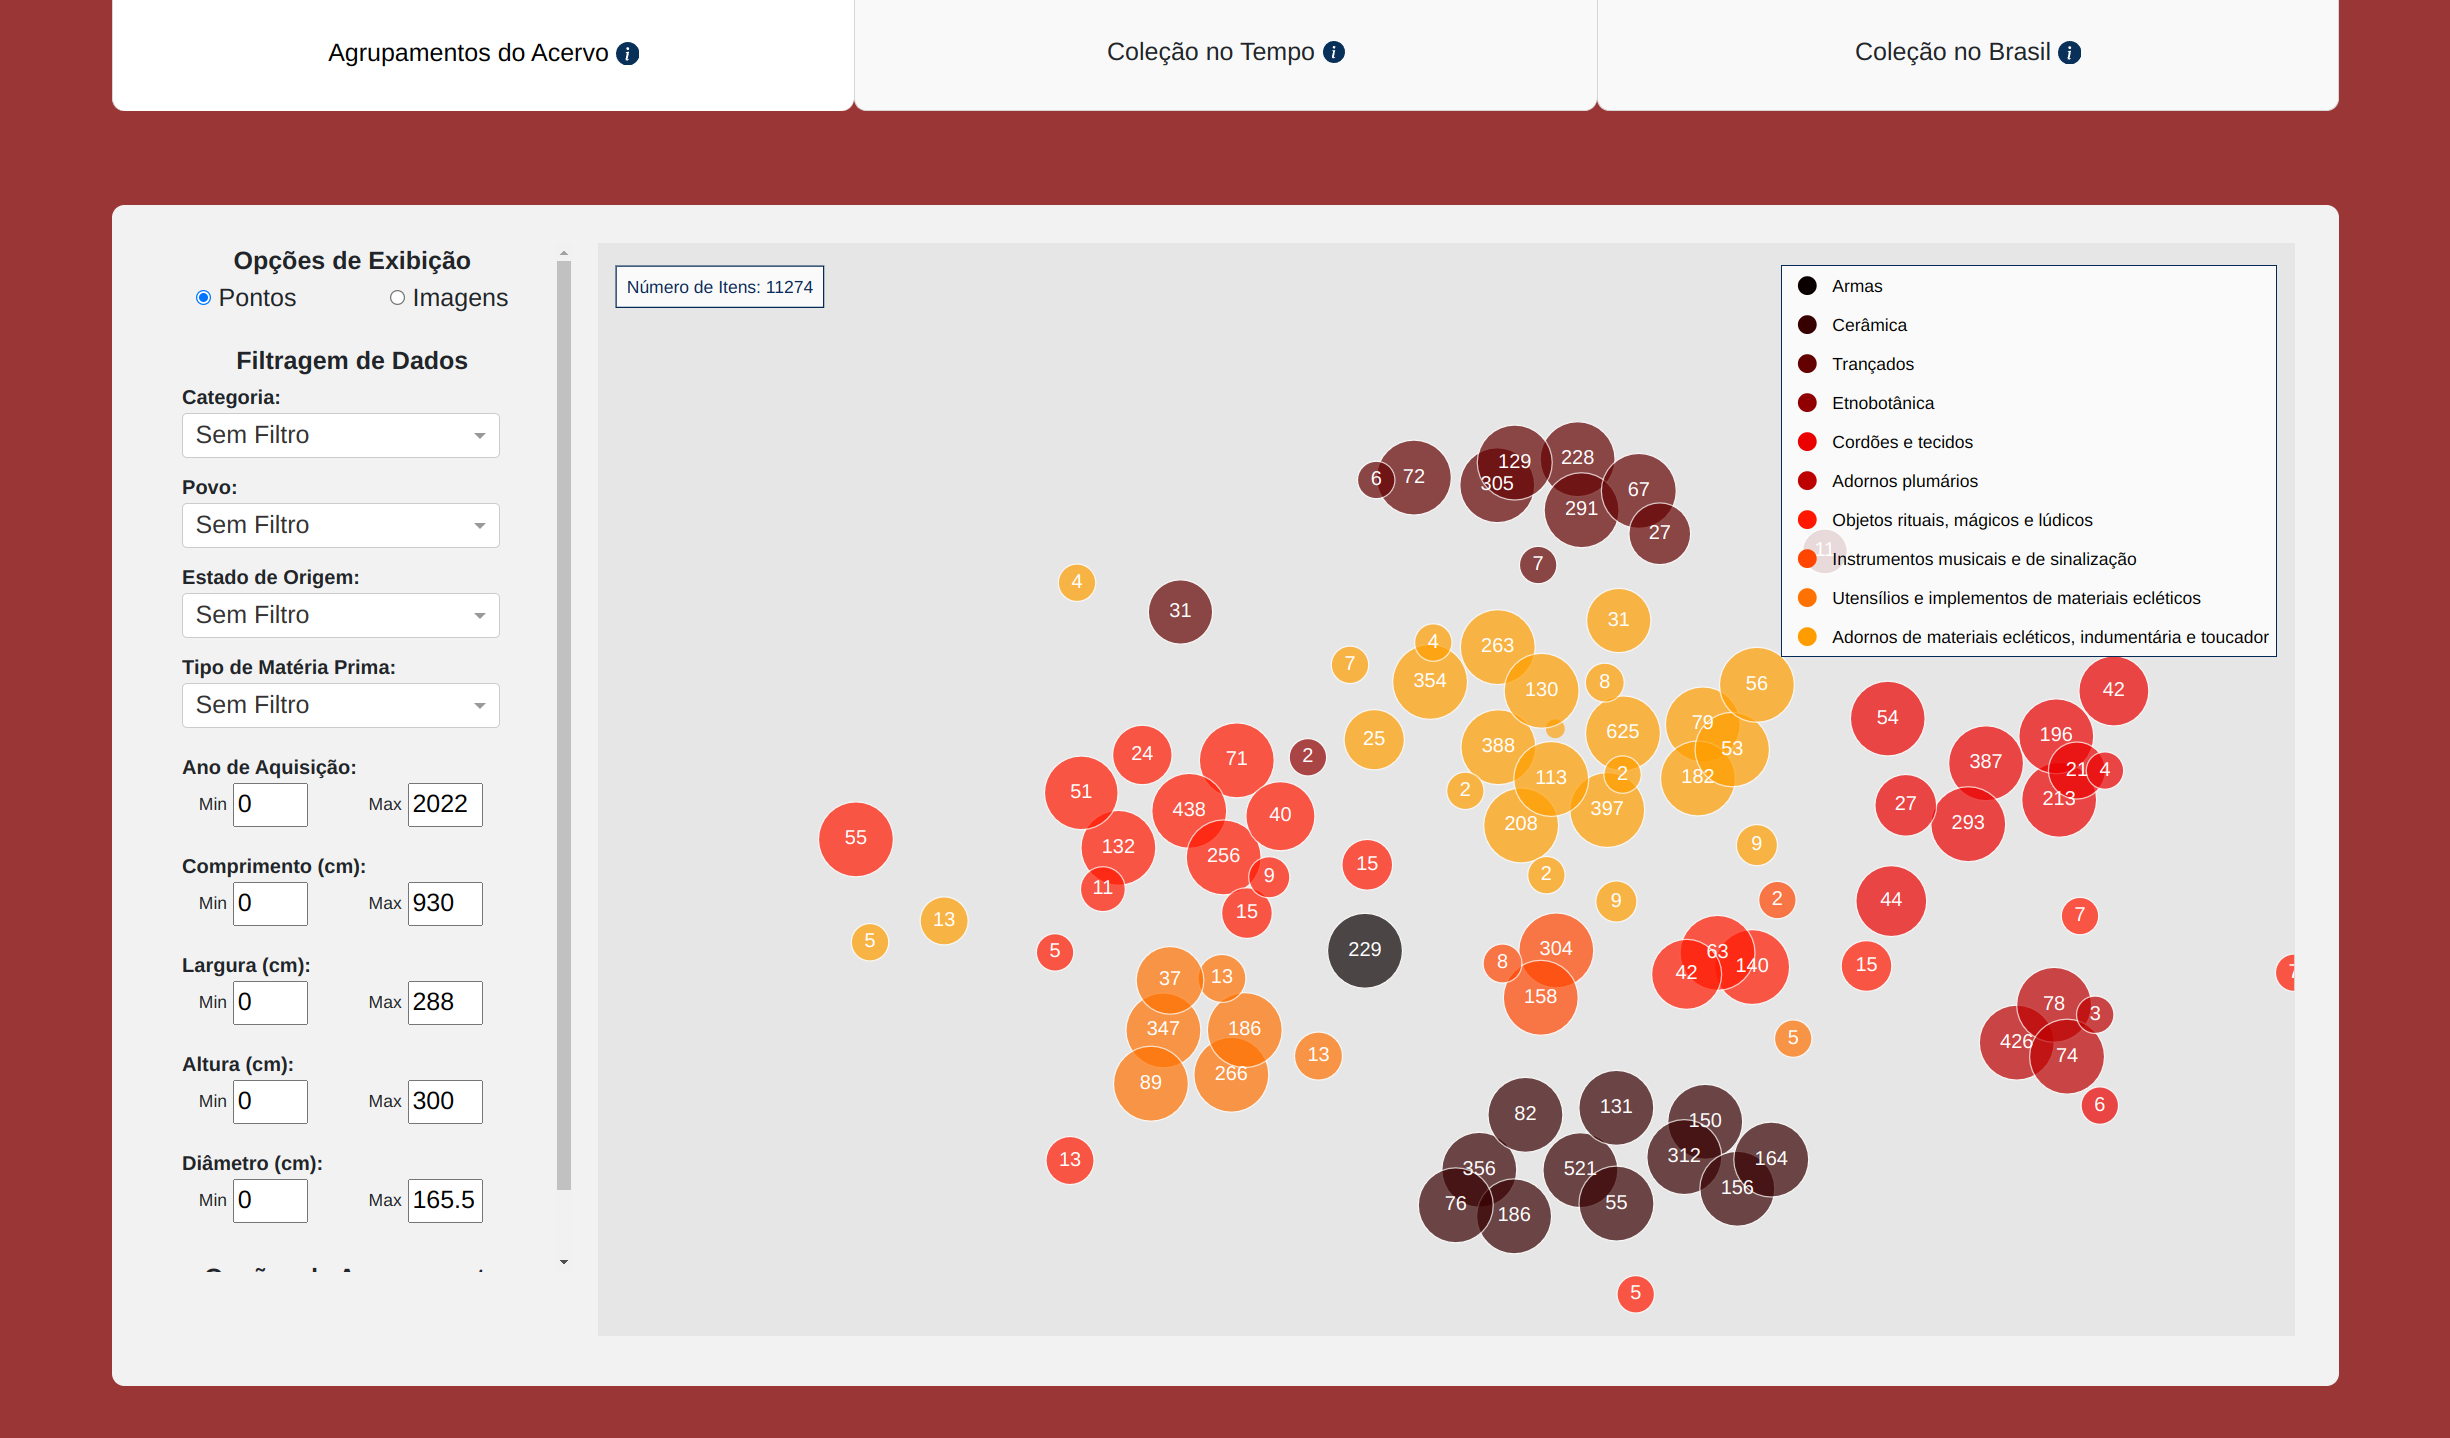 Agrupamentos do Acervo
Coleção no Tempo
Coleção no Brasil
Opções de Exibição
Pontos
Imagens
Filtragem de Dados
Categoria:
Sem Filtro
Povo:
Sem Filtro
Estado de Origem:
Sem Filtro
Tipo de Matéria Prima:
Sem Filtro
Ano de Aquisição:
Min 0 Max 2022
Comprimento (cm):
Min 0 Max 930
Largura (cm):
Min 0 Max 288
Altura (cm):
Min 0 Max 300
Diâmetro (cm):
Min 0 Max 165.5
Número de Itens: 11274
Armas
Cerâmica
Trançados
Etnobotânica
Cordões e tecidos
Adornos plumários
Objetos rituais, mágicos e lúdicos
11
Instrumentos musicais e de sinalização
Utensílios e implementos de materiais ecléticos
Adornos de materiais ecléticos, indumentária e toucador
6 72 305 129 228 291 67 27
7
4 31
7 4 354 263 130 31 8 56
25 388 625 79 53 182
2 113 2 397 208
2 9 9
54 387 196 42 21 4 213
27 293
24 71 2
51 438 40
55 132 256 9 15
11 15
5 13 5
229
8 304 158
2 63 42 140 15
44 7
37 13
347 186 13
89 266
5
78 3 426 74
6
13
82 131 150
356 521 312 164
76 186 55 156
5